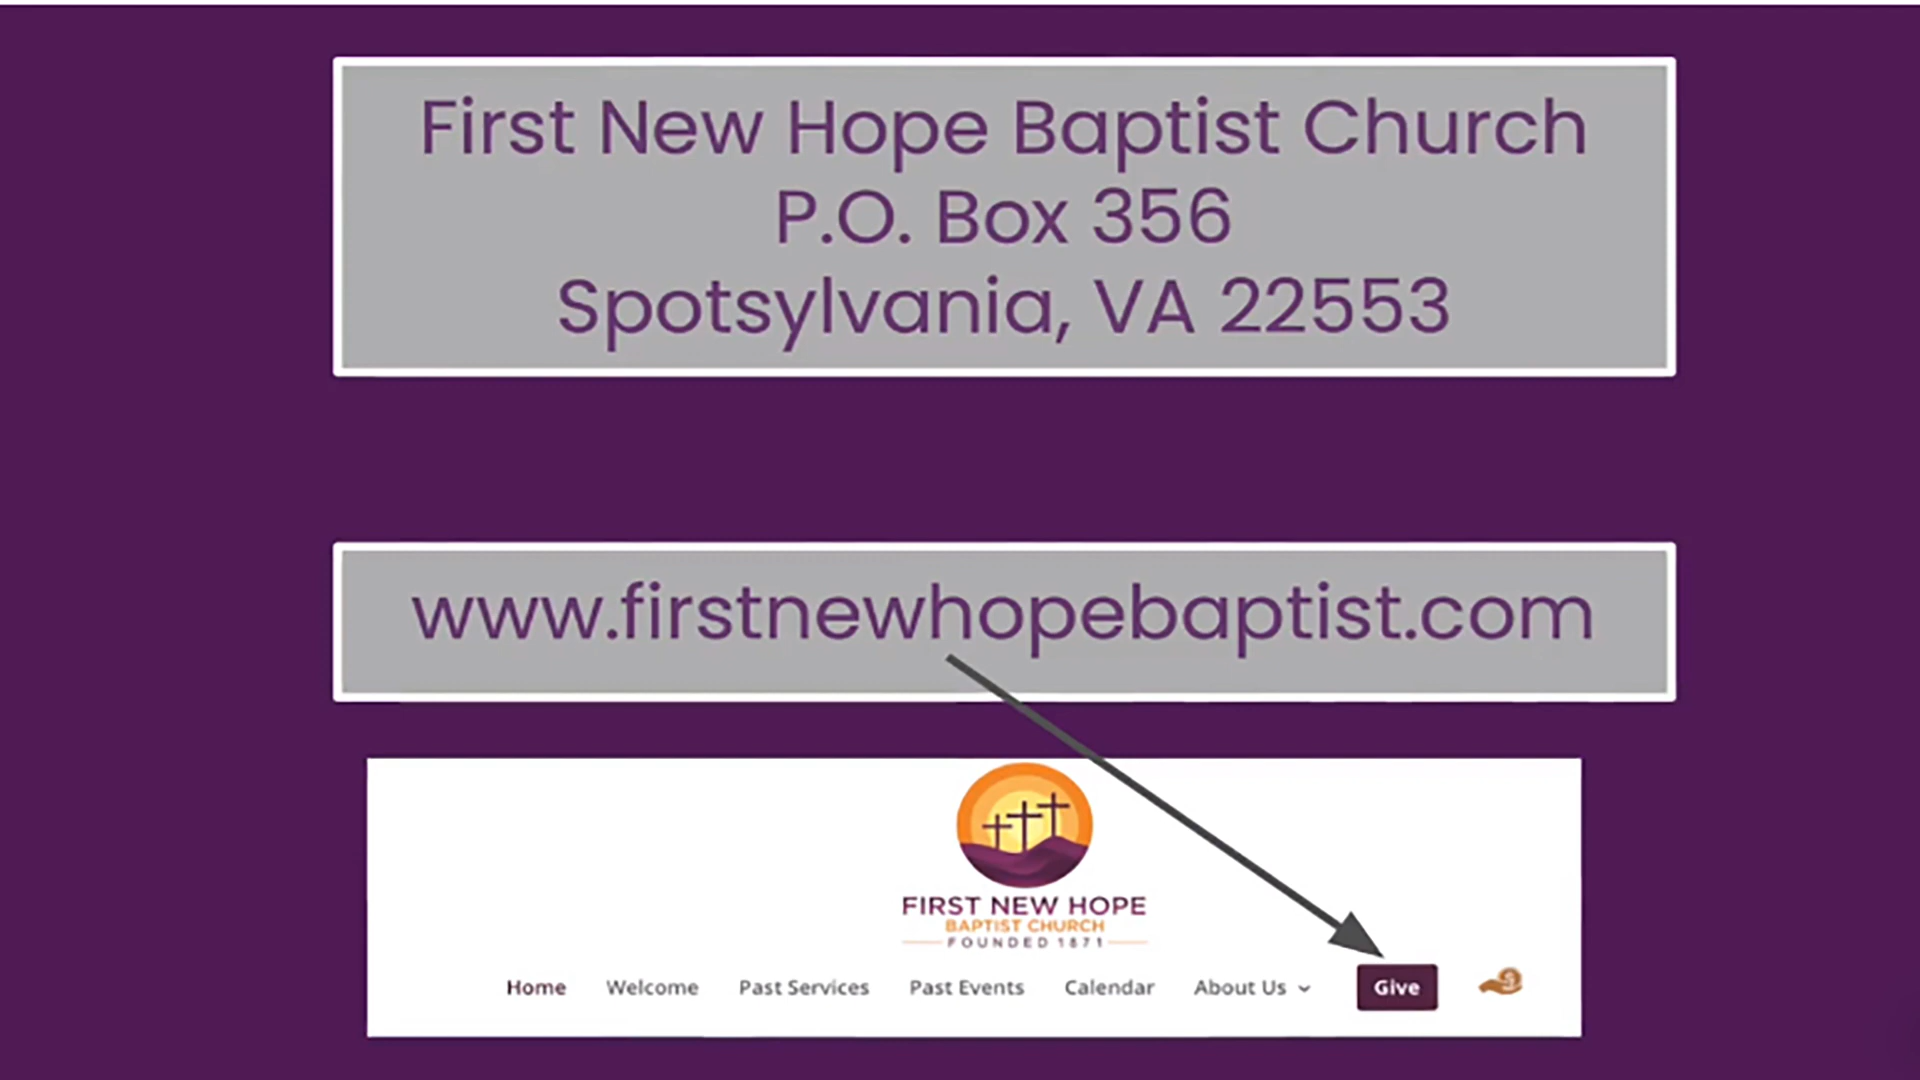 First New Hope Baptist Church
P.O. Box 356
Spotsylvania, VA 22553
www.firstnewhopebaptist.com
FIRST NEW HOPE
BAPTIST CHURCH
FOUNDED 1871
Home Welcome Past Services Past Events Calendar About Us Give